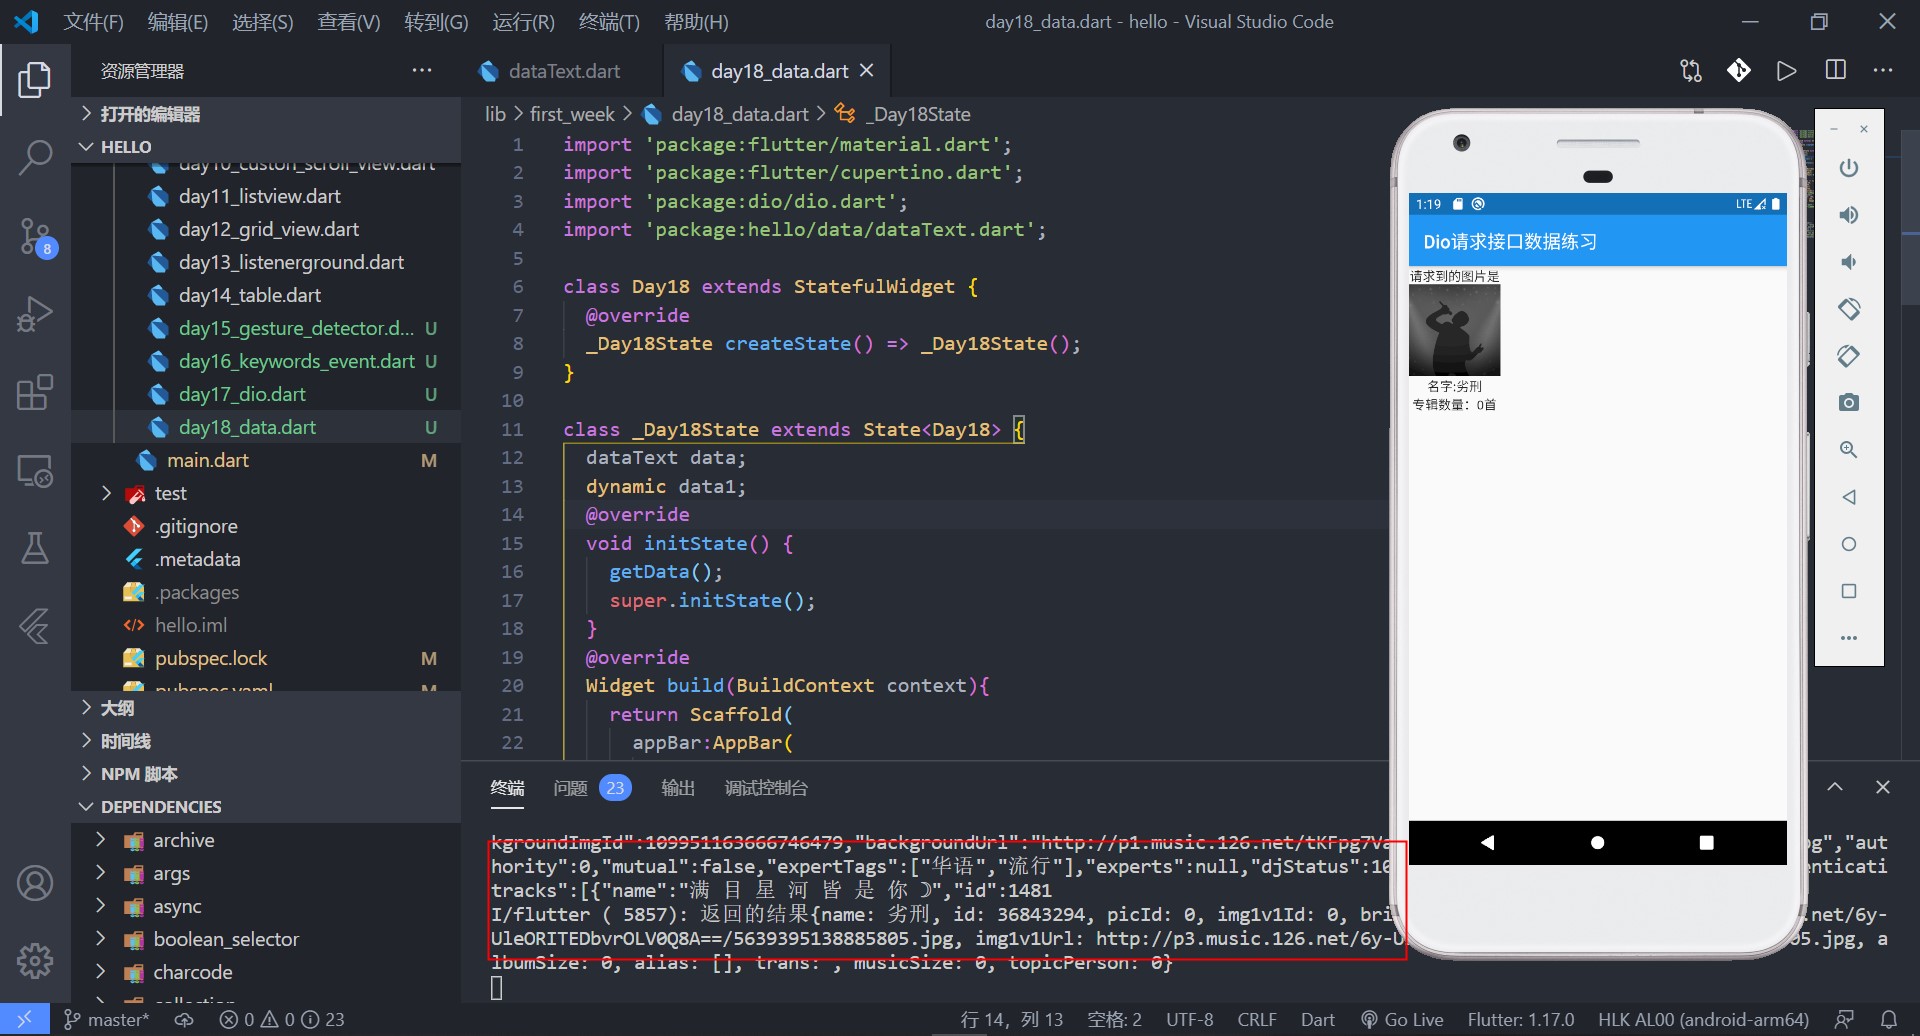 文件(F) 编辑(E) 选择(S) 查看(V) 转到(G) 运行(R) 终端(T) 帮助(H)
day18_data.dart - hello - Visual Studio Code
资源管理器
dataText.dart
day18_data.dart
打开的编辑器
HELLO
day10_custon_scroll_view.dart
day11_listview.dart
day12_grid_view.dart
day13_listenerground.dart
day14_table.dart
day15_gesture_detector.d... U
day16_keywords_event.dart U
day17_dio.dart U
day18_data.dart U
main.dart M
test
.gitignore
.metadata
.packages
hello.iml
pubspec.lock M
pubspec.yaml M
大纲
时间线
NPM 脚本
DEPENDENCIES
archive
args
async
boolean_selector
charcode
collection
8
lib > first_week > day18_data.dart > _Day18State
1 import 'package:flutter/material.dart';
2 import 'package:flutter/cupertino.dart';
3 import 'package:dio/dio.dart';
4 import 'package:hello/data/dataText.dart';
5
6 class Day18 extends StatefulWidget {
7 @override
8 _Day18State createState() => _Day18State();
9 }
10
11 class _Day18State extends State<Day18> {
12 dataText data;
13 dynamic data1;
14 @override
15 void initState() {
16 getData();
17 super.initState();
18 }
19 @override
20 Widget build(BuildContext context){
21 return Scaffold(
22 appBar:AppBar(
1:19 LTE
Dio请求接口数据练习
请求到的图片是
名字:劣刑
专辑数量：0首
终端 问题 23 输出 调试控制台
kgroundImgId":109951163666746479,"backgroundUrl":"http://p1.music.126.net/tKFpg7Va pg","aut
hority":0,"mutual":false,"expertTags":["华语","流行"],"experts":null,"djStatus":10 enticati
tracks":[{"name":"满 目 星 河 皆 是 你 ☽","id":1481
I/flutter ( 5857): 返回的结果{name: 劣刑, id: 36843294, picId: 0, img1v1Id: 0, bri .net/6y-
UleORITEDbvrOLV0Q8A==/5639395138885805.jpg, img1v1Url: http://p3.music.126.net/6y-U 05.jpg, a
lbumSize: 0, alias: [], trans: , musicSize: 0, topicPerson: 0}
master* 0 0 23
行 14，列 13 空格: 2 UTF-8 CRLF Dart Go Live Flutter: 1.17.0 HLK AL00 (android-arm64)